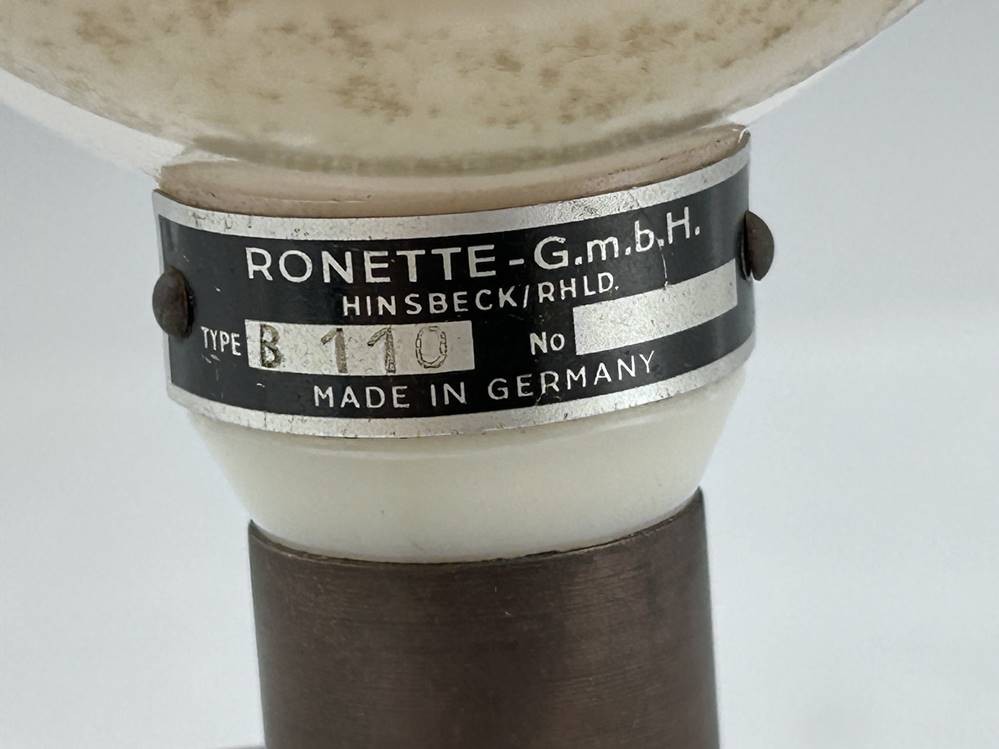 RONETTE-G.m.b.H.
HINSBECK/RHLD.
TYPE B 110 No
MADE IN GERMANY